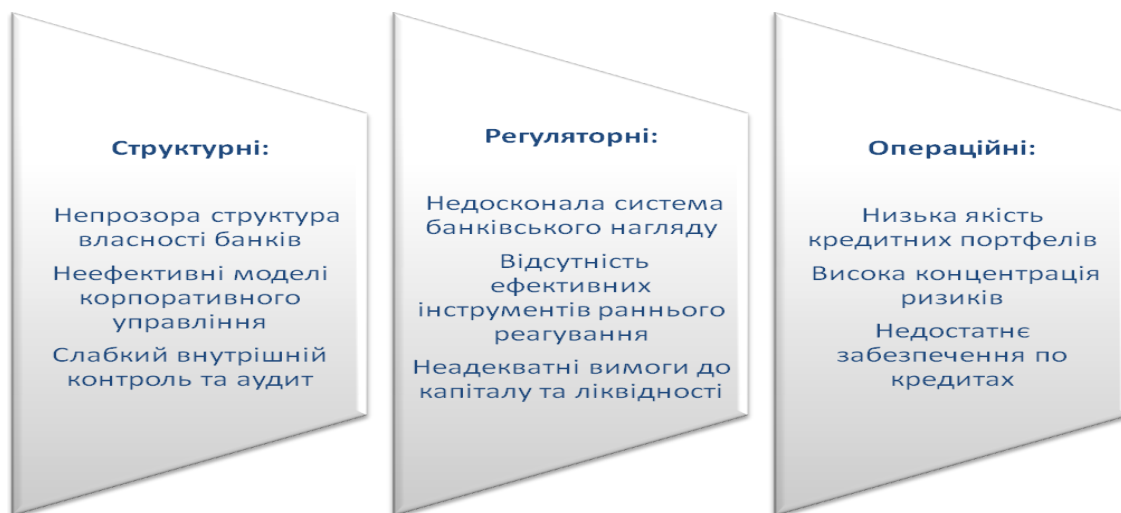 Структурні:
Непрозора структура
власності банків
Неефективні моделі
корпоративного
управління
Слабкий внутрішній
контроль та аудит
Регуляторні:
Недосконала система
банківського нагляду
Відсутність
ефективних
інструментів раннього
реагування
Неадекватні вимоги до
капіталу та ліквідності
Операційні:
Низька якість
кредитних портфелів
Висока концентрація
ризиків
Недостатнє
забезпечення по
кредитах